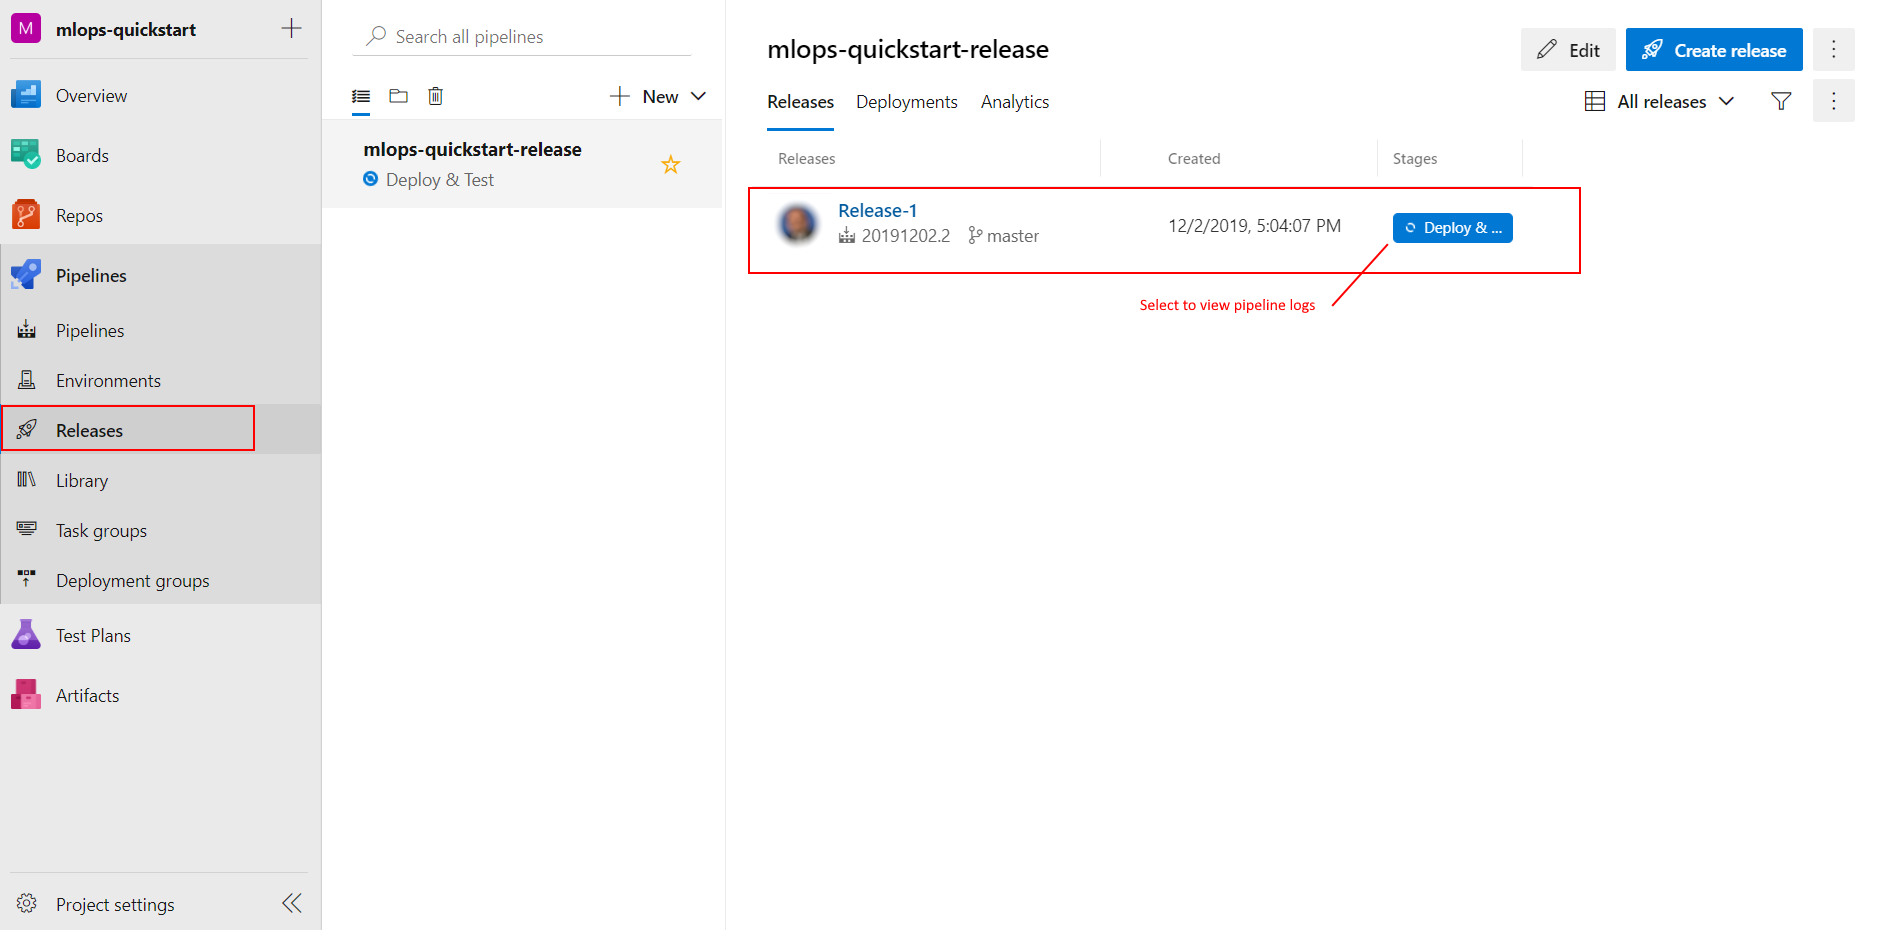 M mlops-quickstart
Overview
Boards
Repos
Pipelines
Pipelines
Environments
Releases
Library
Task groups
Deployment groups
Test Plans
Artifacts
Project settings
Search all pipelines
New
mlops-quickstart-release
Deploy & Test
mlops-quickstart-release
Edit
Create release
Releases Deployments Analytics
All releases
Releases Created Stages
Release-1
20191202.2 master
12/2/2019, 5:04:07 PM
Deploy & ...
Select to view pipeline logs